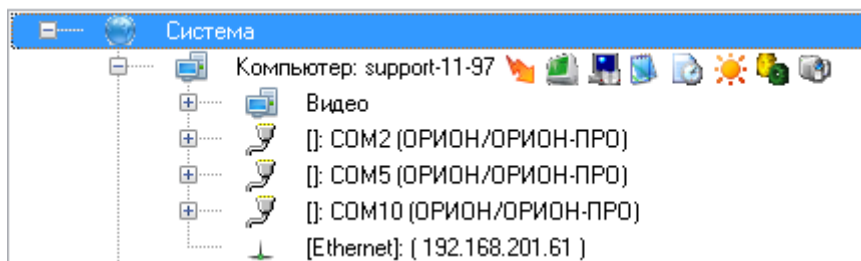 Система
Компьютер: support-11-97
Видео
[]: COM2 (ОРИОН/ОРИОН-ПРО)
[]: COM5 (ОРИОН/ОРИОН-ПРО)
[]: COM10 (ОРИОН/ОРИОН-ПРО)
[Ethernet]: ( 192.168.201.61 )